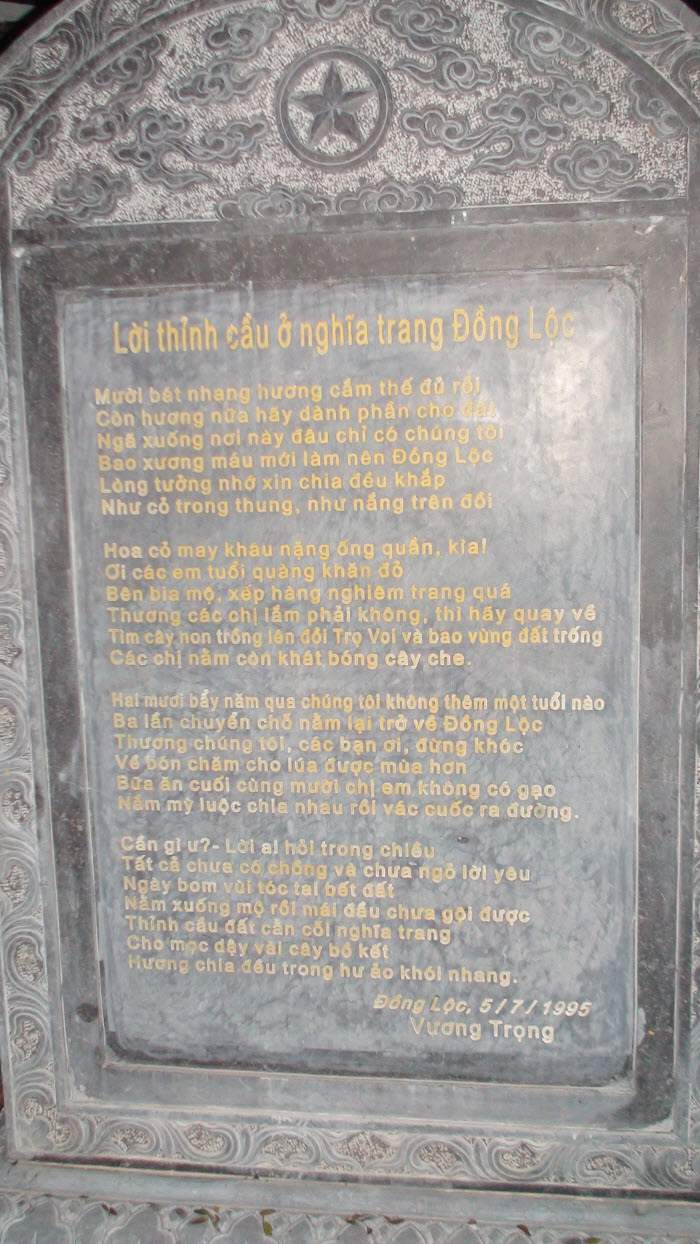 Lời thỉnh cầu ở nghĩa trang Đồng Lộc
Mười bát nhang hương cắm thế đủ rồi
Còn hương nữa hãy dành phần cho đất
Ngã xuống nơi này đâu chỉ có chúng tôi
Bao xương máu mới làm nên Đồng Lộc
Lòng tưởng nhớ xin chia đều khắp
Như cỏ trong thung, như nắng trên đồi
Hoa cỏ may khâu nặng ống quần, kìa!
Ơi các em tuổi quàng khăn đỏ
Bên bia mộ, xếp hàng nghiêm trang quá
Thương các chị lắm phải không, thì hãy quay về
Tìm cây non trồng lên đồi Trọ Voi và bao vùng đất trống
Các chị nằm còn khát bóng cây che.
Hai mươi bẩy năm qua chúng tôi không thêm một tuổi nào
Ba lần chuyển chỗ nằm lại trở về Đồng Lộc
Thương chúng tôi, các bạn ơi, đừng khóc
Về bón chăm cho lúa được mùa hơn
Bữa ăn cuối cùng mười chị em không có gạo
Nắm mỳ luộc chia nhau rồi vác cuốc ra đường.
Cần gì ư?- Lời ai hỏi trong chiều
Tất cả chưa có chồng và chưa ngỏ lời yêu
Ngày bom vùi tóc tai bết đất
Nằm xuống mộ rồi mái đầu chưa gội được
Thỉnh cầu đất cằn cỗi nghĩa trang
Cho mọc dậy vài cây bồ kết
Hương chia đều trong hư ảo khói nhang.
Đồng Lộc, 5/7/1995
Vương Trọng